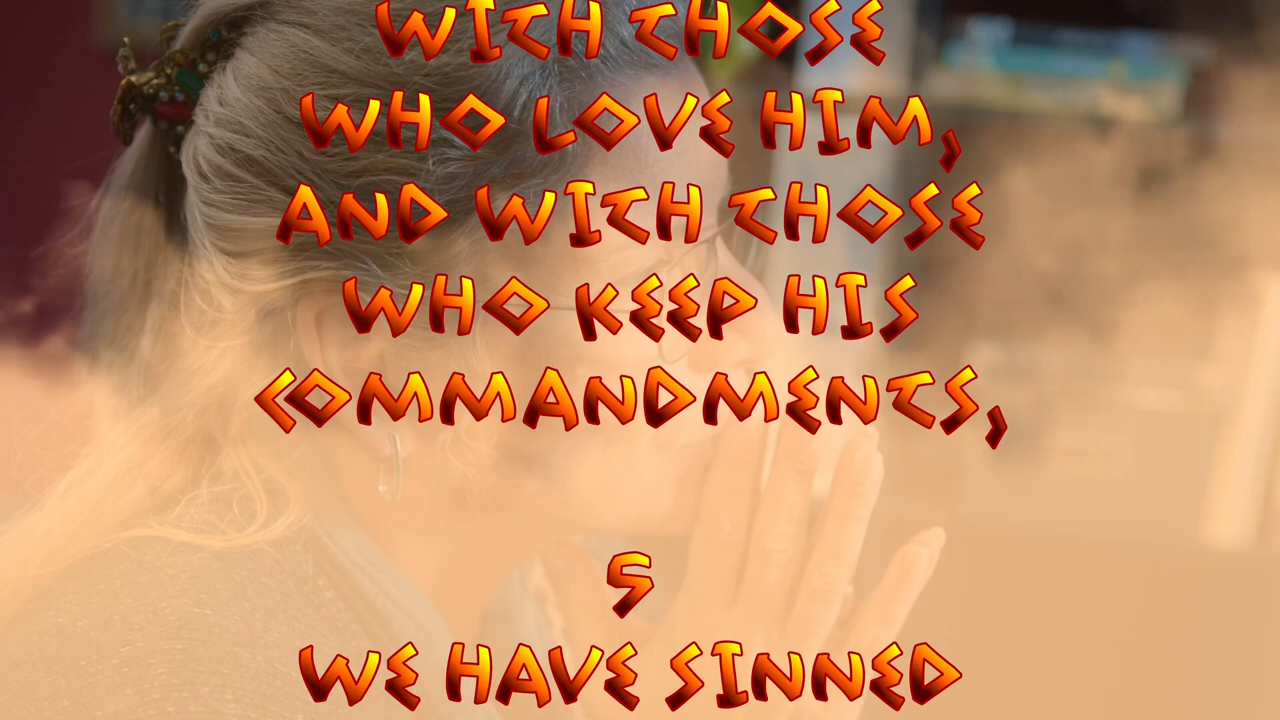 WITH THOSE
WHO LOVE HIM,
AND WITH THOSE
WHO KEEP HIS
COMMANDMENTS,
5
WE HAVE SINNED